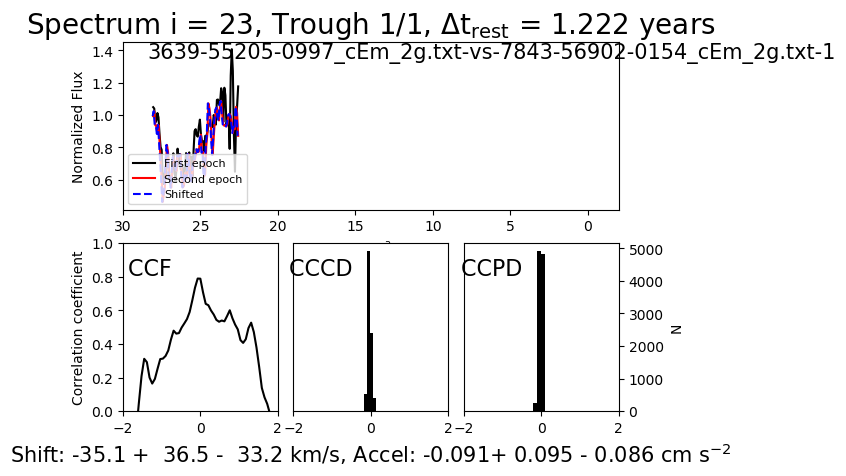 Spectrum i = 23, Trough 1/1, Δt_rest = 1.222 years
3639-55205-0997_cEm_2g.txt-vs-7843-56902-0154_cEm_2g.txt-1
Normalized Flux
1.4
1.2
1.0
0.8
0.6
First epoch
Second epoch
Shifted
30 25 20 15 10 5 0
Correlation coefficient
1.0
0.8
0.6
0.4
0.2
0.0
CCF
CCCD
CCPD
5000
4000
3000
2000
1000
0
N
−2 0 2
−2 0 2
−2 0 2
Shift: -35.1 + 36.5 - 33.2 km/s, Accel: -0.091+ 0.095 - 0.086 cm s⁻²